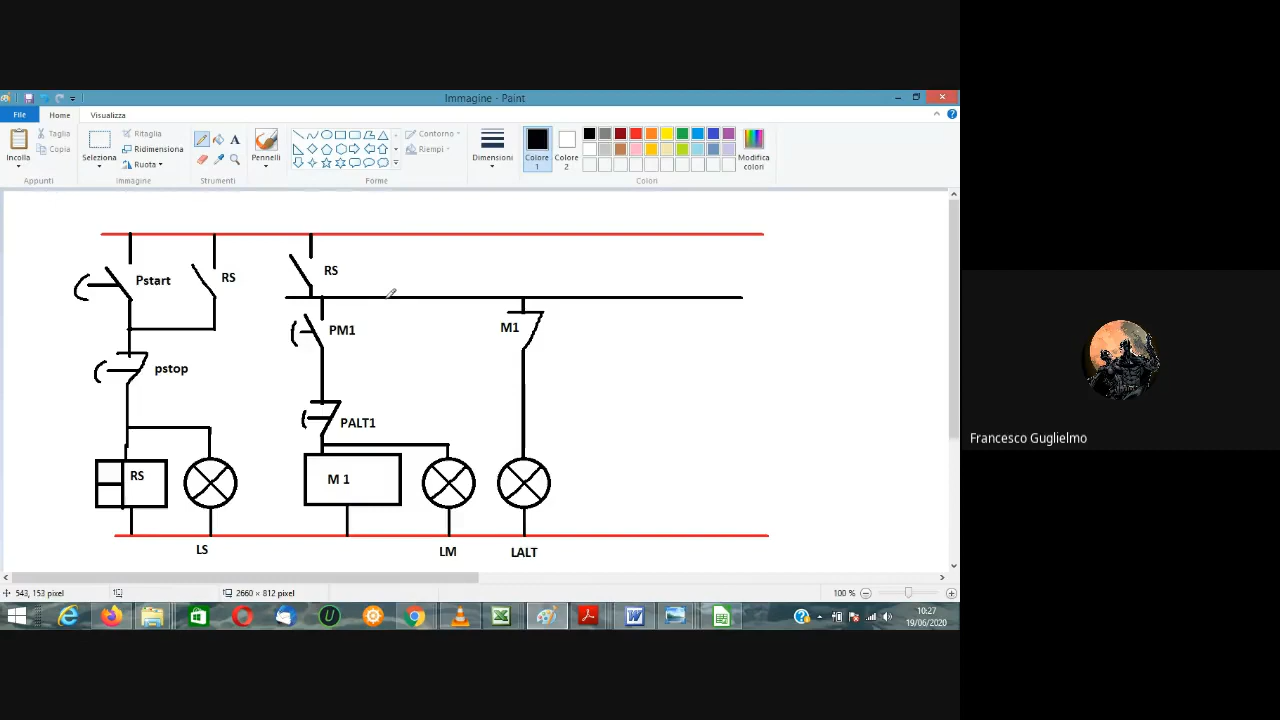 Immagine - Paint
File Home Visualizza
Incolla
Taglia
Copia
Appunti
Seleziona
Ritaglia
Ridimensiona
Ruota
Immagine
A
Strumenti
Pennelli
Contorno
Riempi
Forme
Dimensioni
Colore 1
Colore 2
Modifica colori
Colori
Pstart
RS
RS
PM1
M1
pstop
PALT1
RS
M 1
LS
LM
LALT
543, 153 pixel
2660 × 812 pixel
100 %
10:27
19/06/2020
Francesco Guglielmo